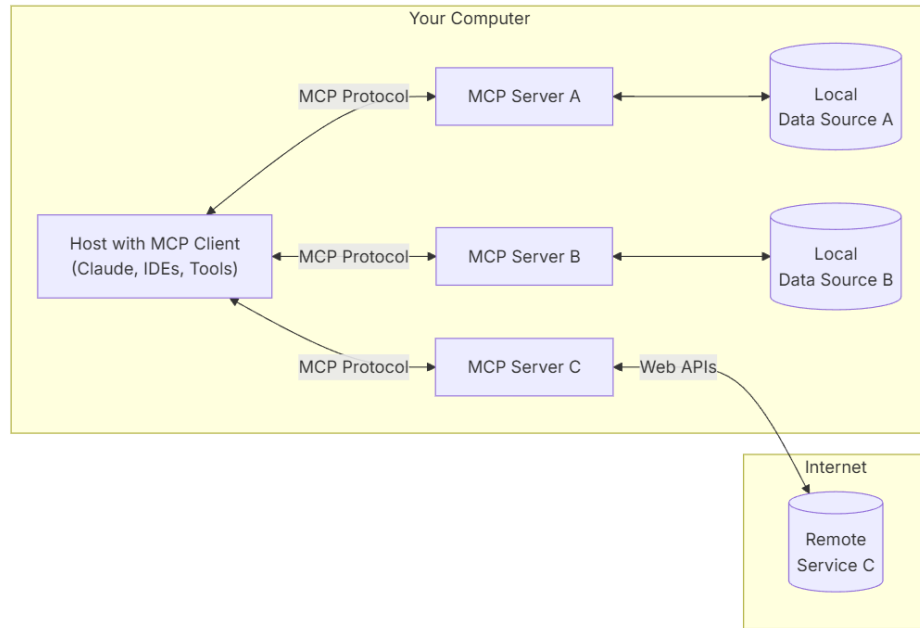 Your Computer
MCP Protocol
MCP Server A
Local
Data Source A
Host with MCP Client
(Claude, IDEs, Tools)
MCP Protocol
MCP Server B
Local
Data Source B
MCP Protocol
MCP Server C
Web APIs
Internet
Remote
Service C